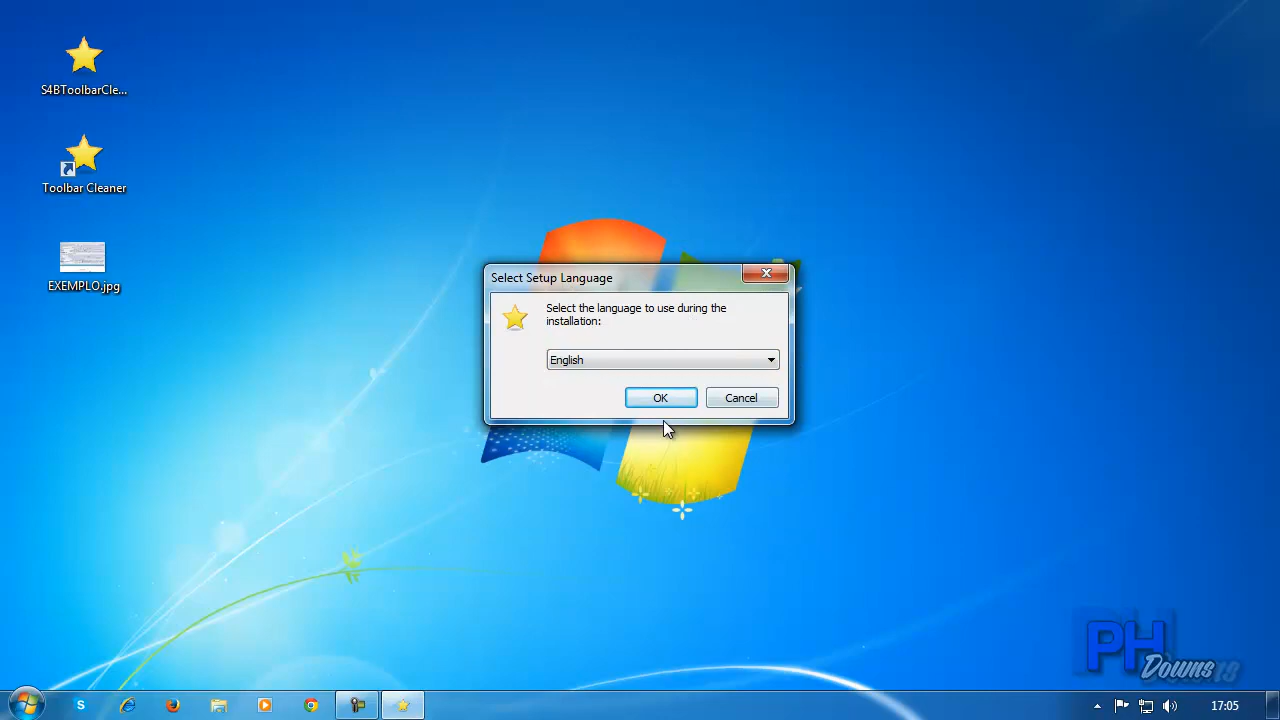 S4BToolbarCle...
Toolbar Cleaner
EXEMPLO.jpg
Select Setup Language
Select the language to use during the
installation:
English
OK
Cancel
PH
Downs
17:05